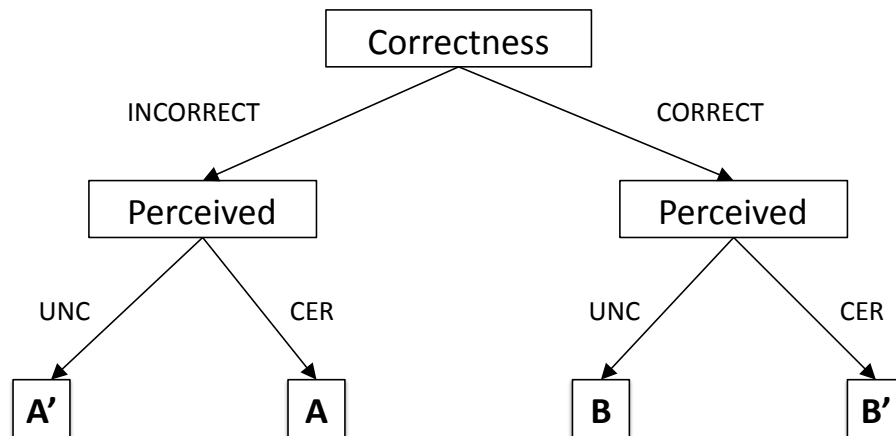 Correctness
INCORRECT
CORRECT
Perceived
Perceived
UNC
CER
UNC
CER
A’
A
B
B’